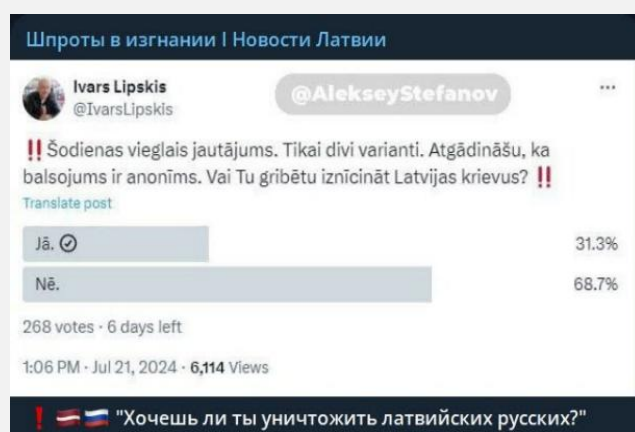 Шпроты в изгнании I Новости Латвии
Ivars Lipskis
@IvarsLipskis
@AlekseyStefanov
‼️ Šodienas vieglais jautājums. Tikai divi varianti. Atgādināšu, ka
balsojums ir anonīms. Vai Tu gribētu iznīcināt Latvijas krievus? ‼️
Translate post
Jā. 31.3%
Nē. 68.7%
268 votes · 6 days left
1:06 PM · Jul 21, 2024 · 6,114 Views
❗ 🇱🇻🇷🇺 "Хочешь ли ты уничтожить латвийских русских?"